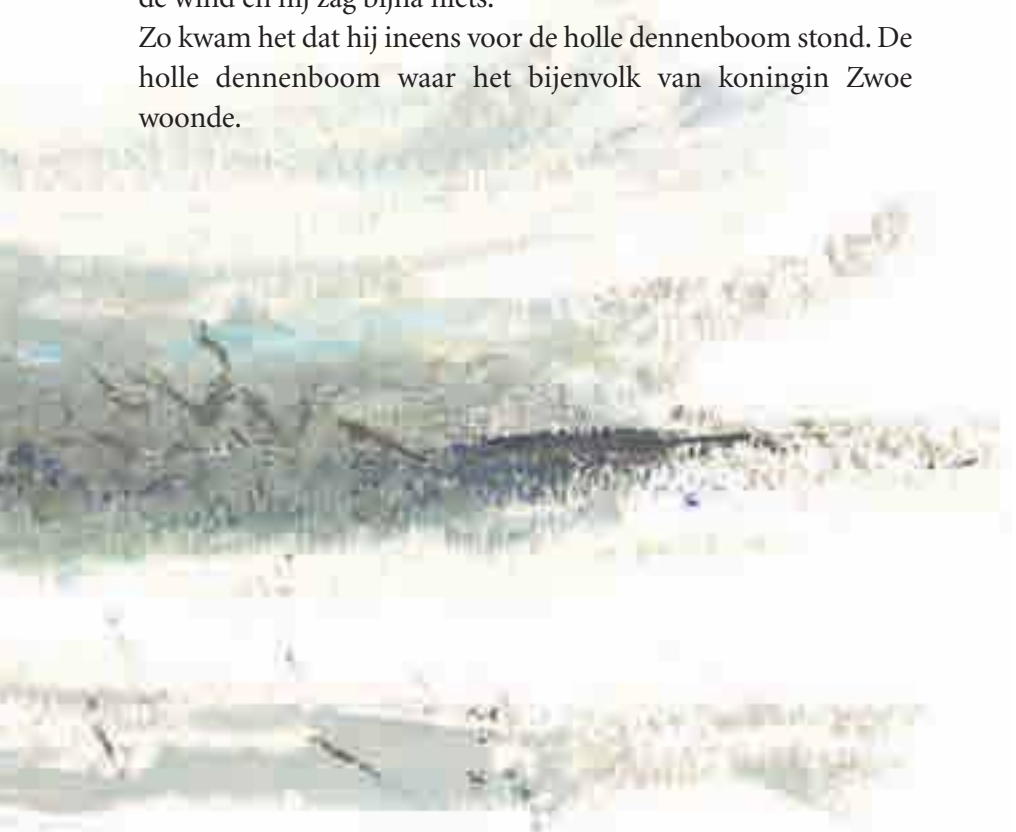 de wind en hij zag bijna niets.
Zo kwam het dat hij ineens voor de holle dennenboom stond. De
holle dennenboom waar het bijenvolk van koningin Zwoe
woonde.